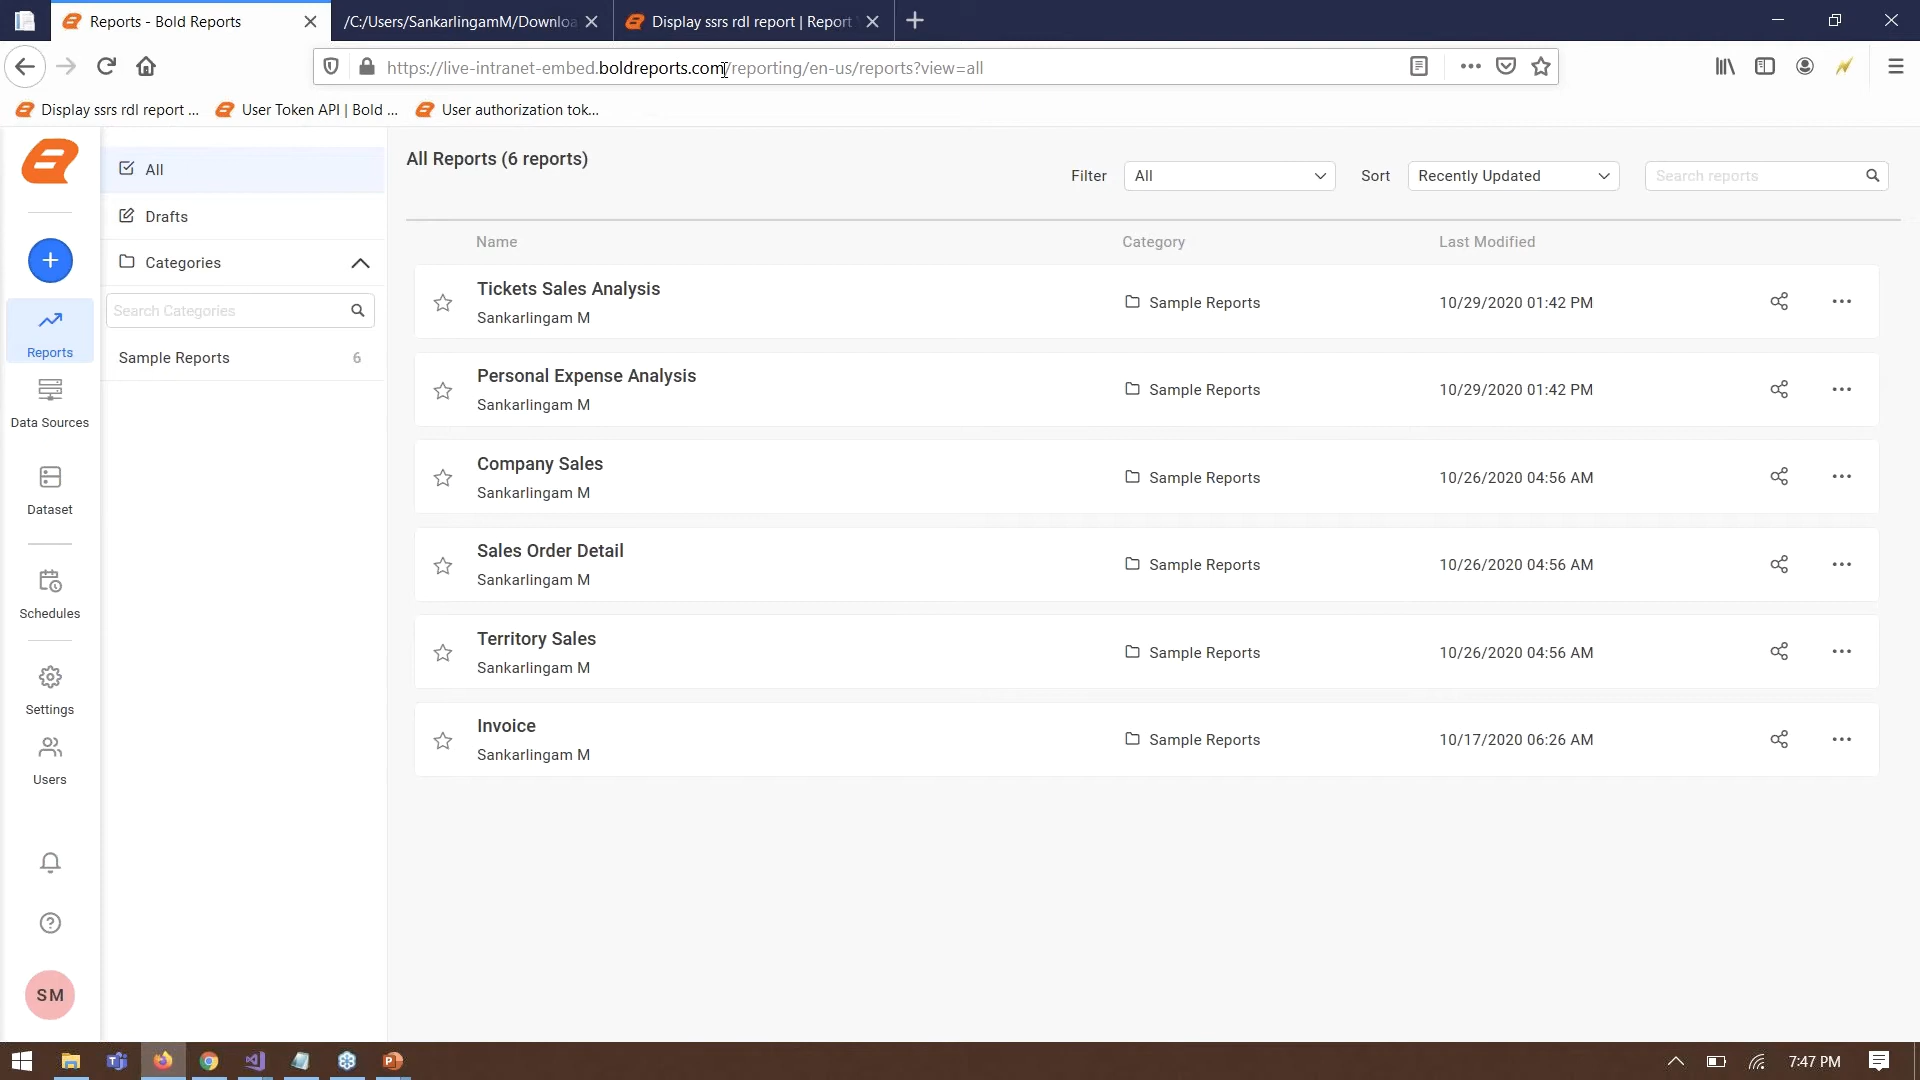 Reports - Bold Reports
/C:/Users/SankarlingamM/Downloa
Display ssrs rdl report | Report
https://live-intranet-embed.boldreports.com/reporting/en-us/reports?view=all
Display ssrs rdl report ...
User Token API | Bold ...
User authorization tok...
All
Drafts
Categories
Search Categories
Sample Reports 6
Reports
Data Sources
Dataset
Schedules
Settings
Users
SM
All Reports (6 reports)
Filter All Sort Recently Updated Search reports
Name Category Last Modified
Tickets Sales Analysis
Sankarlingam M
Sample Reports 10/29/2020 01:42 PM
Personal Expense Analysis
Sankarlingam M
Sample Reports 10/29/2020 01:42 PM
Company Sales
Sankarlingam M
Sample Reports 10/26/2020 04:56 AM
Sales Order Detail
Sankarlingam M
Sample Reports 10/26/2020 04:56 AM
Territory Sales
Sankarlingam M
Sample Reports 10/26/2020 04:56 AM
Invoice
Sankarlingam M
Sample Reports 10/17/2020 06:26 AM
7:47 PM